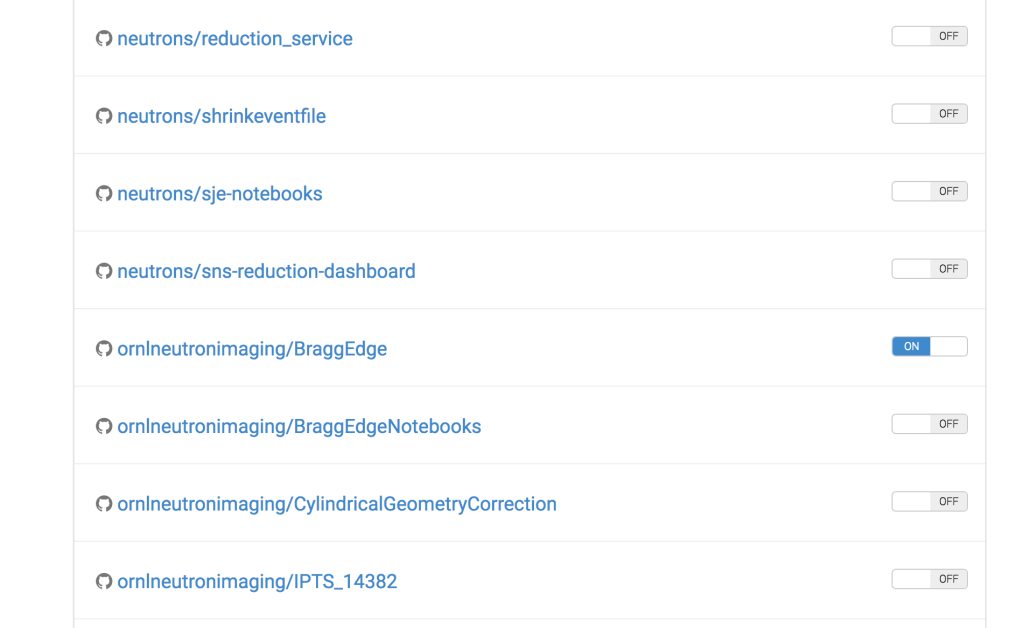 neutrons/reduction_service OFF
neutrons/shrinkeventfile OFF
neutrons/sje-notebooks OFF
neutrons/sns-reduction-dashboard OFF
ornlneutronimaging/BraggEdge ON
ornlneutronimaging/BraggEdgeNotebooks OFF
ornlneutronimaging/CylindricalGeometryCorrection OFF
ornlneutronimaging/IPTS_14382 OFF